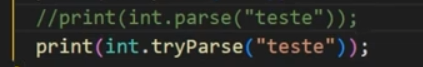 //print(int.parse("teste"));
print(int.tryParse("teste"));